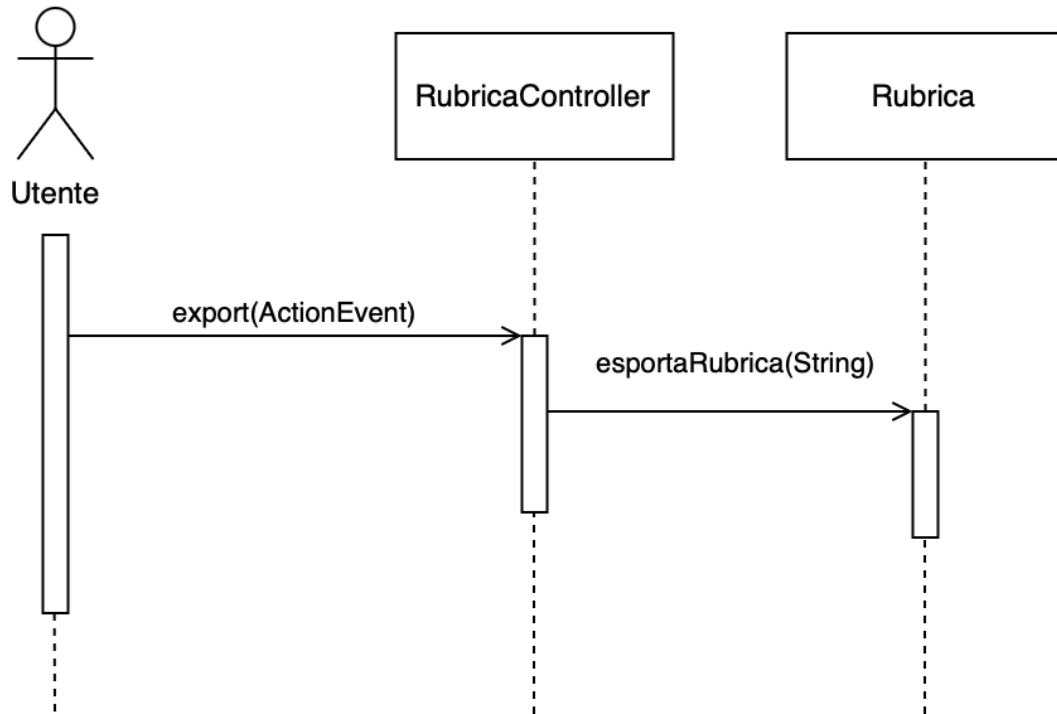 RubricaController
Rubrica
Utente
export(ActionEvent)
esportaRubrica(String)